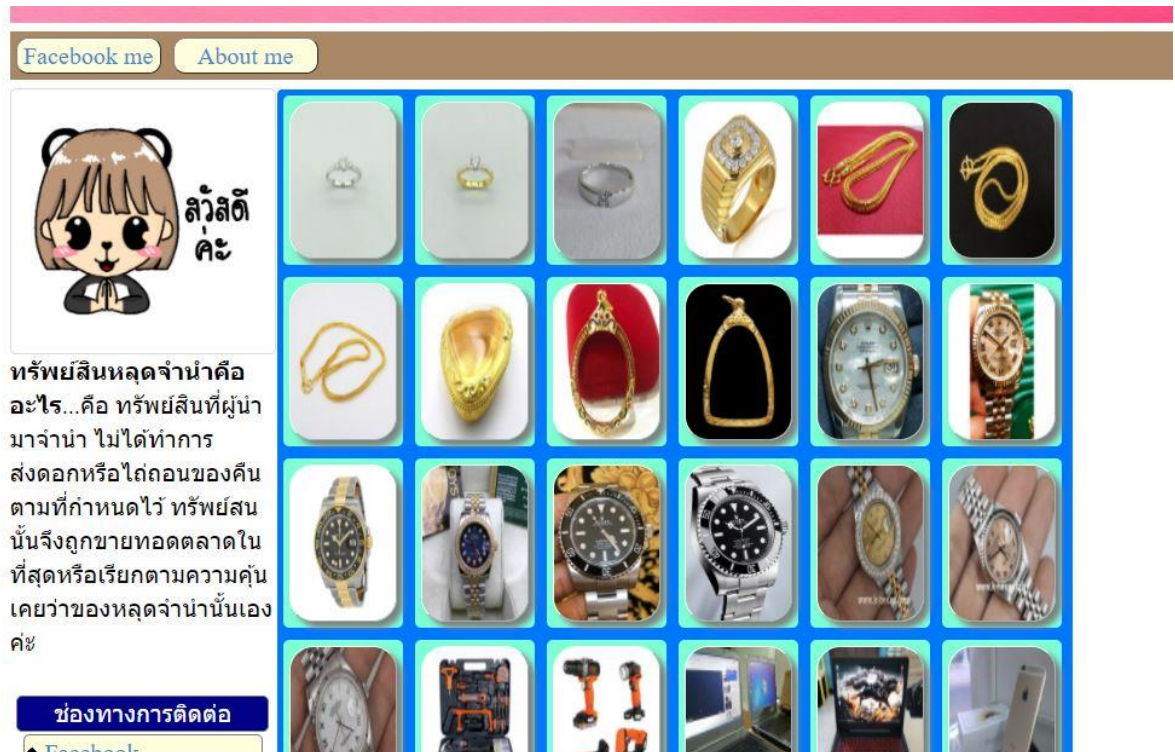 Facebook me
About me
สวัสดี
ค่ะ
ทรัพย์สินหลุดจำนำคือ
อะไร...คือ ทรัพย์สินที่ผู้นำ
มาจำนำ ไม่ได้ทำการ
ส่งดอกหรือไถ่ถอนของคืน
ตามที่กำหนดไว้ ทรัพย์สน
นั้นจึงถูกขายทอดตลาดใน
ที่สุดหรือเรียกตามความคุ้น
เคยว่าของหลุดจำนำนั้นเอง
ค่ะ
ช่องทางการติดต่อ
Facebook